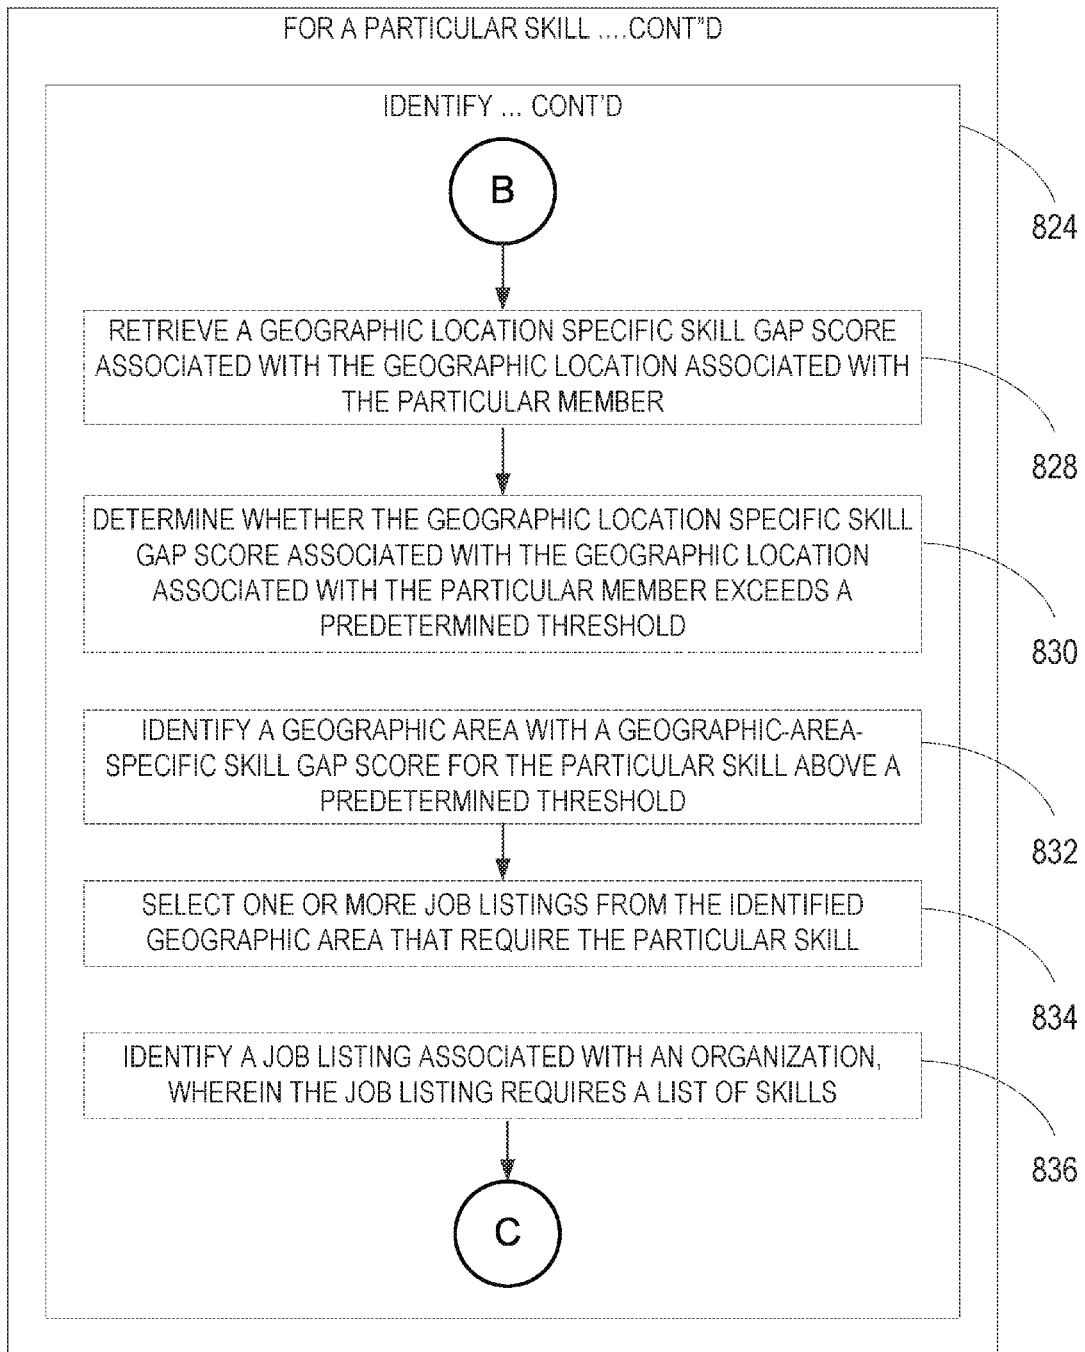 FOR A PARTICULAR SKILL ....CONT"D
IDENTIFY ... CONT'D
B
824
RETRIEVE A GEOGRAPHIC LOCATION SPECIFIC SKILL GAP SCORE
ASSOCIATED WITH THE GEOGRAPHIC LOCATION ASSOCIATED WITH
THE PARTICULAR MEMBER
828
DETERMINE WHETHER THE GEOGRAPHIC LOCATION SPECIFIC SKILL
GAP SCORE ASSOCIATED WITH THE GEOGRAPHIC LOCATION
ASSOCIATED WITH THE PARTICULAR MEMBER EXCEEDS A
PREDETERMINED THRESHOLD
830
IDENTIFY A GEOGRAPHIC AREA WITH A GEOGRAPHIC-AREA-
SPECIFIC SKILL GAP SCORE FOR THE PARTICULAR SKILL ABOVE A
PREDETERMINED THRESHOLD
832
SELECT ONE OR MORE JOB LISTINGS FROM THE IDENTIFIED
GEOGRAPHIC AREA THAT REQUIRE THE PARTICULAR SKILL
834
IDENTIFY A JOB LISTING ASSOCIATED WITH AN ORGANIZATION,
WHEREIN THE JOB LISTING REQUIRES A LIST OF SKILLS
836
C